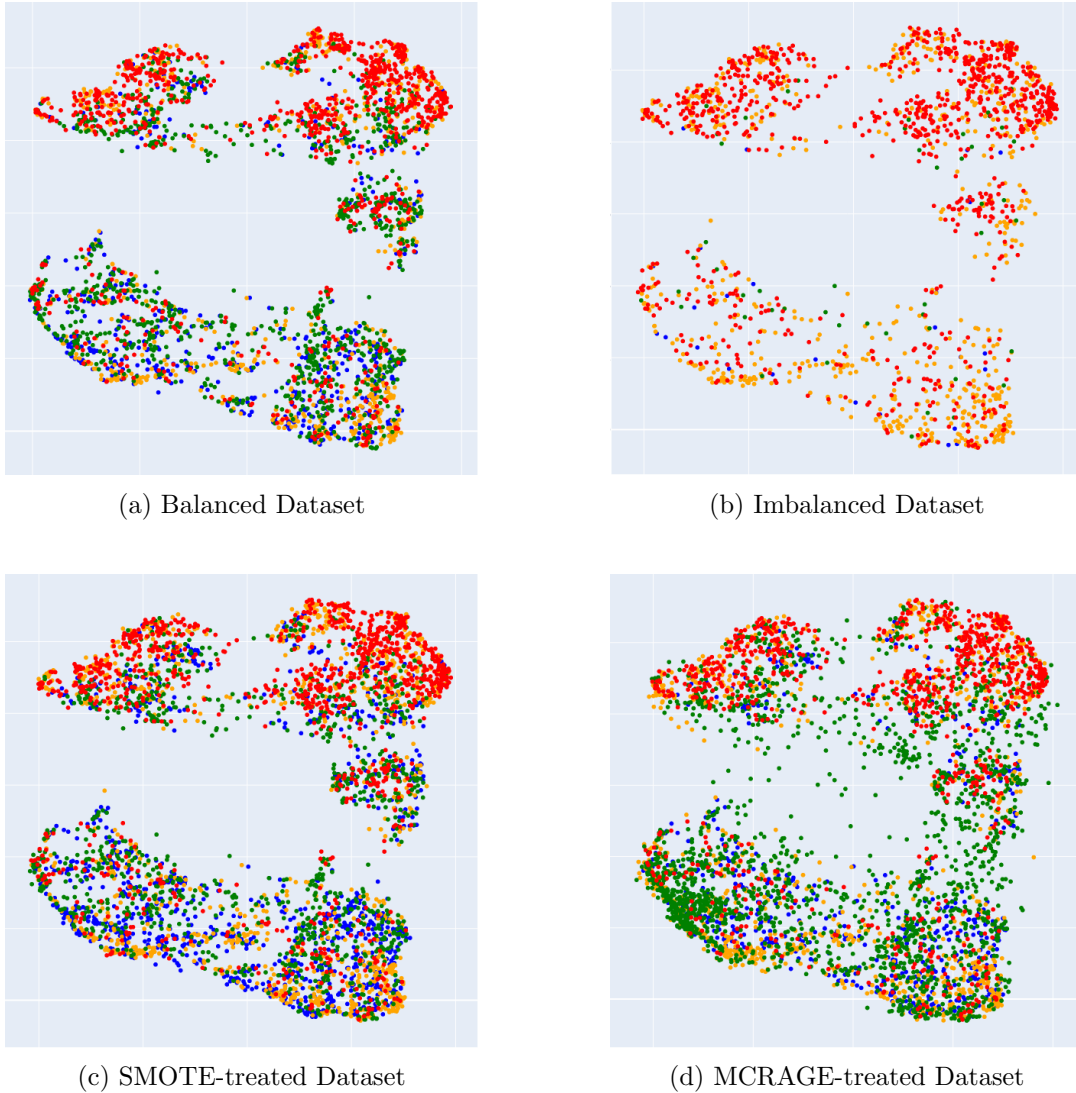 (a) Balanced Dataset
(b) Imbalanced Dataset
(c) SMOTE-treated Dataset
(d) MCRAGE-treated Dataset